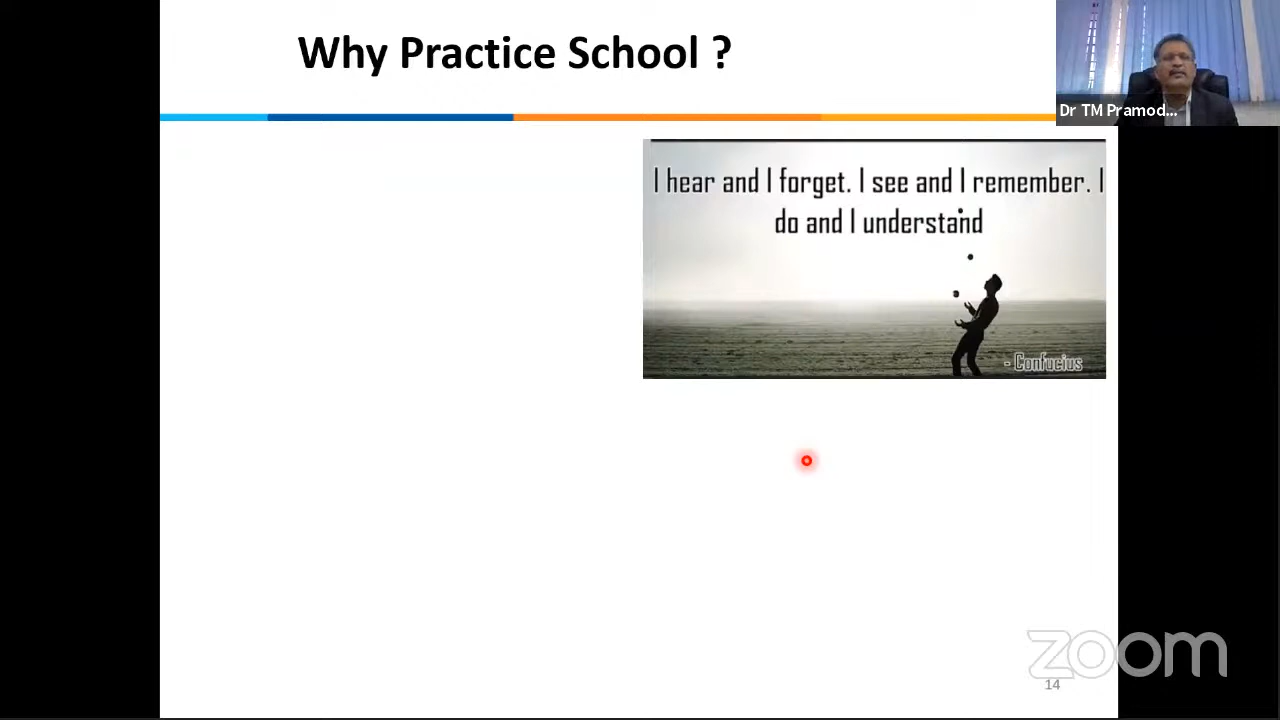 Why Practice School ?
Dr TM Pramod...
I hear and I forget. I see and I remember. I
do and I understand
- Confucius
zoom
14